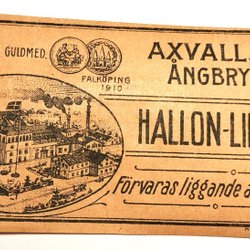 GULDMED.
FALKÖPING
1910
AXVALL
ÅNGBRY
HALLON-LI
Förvaras liggande